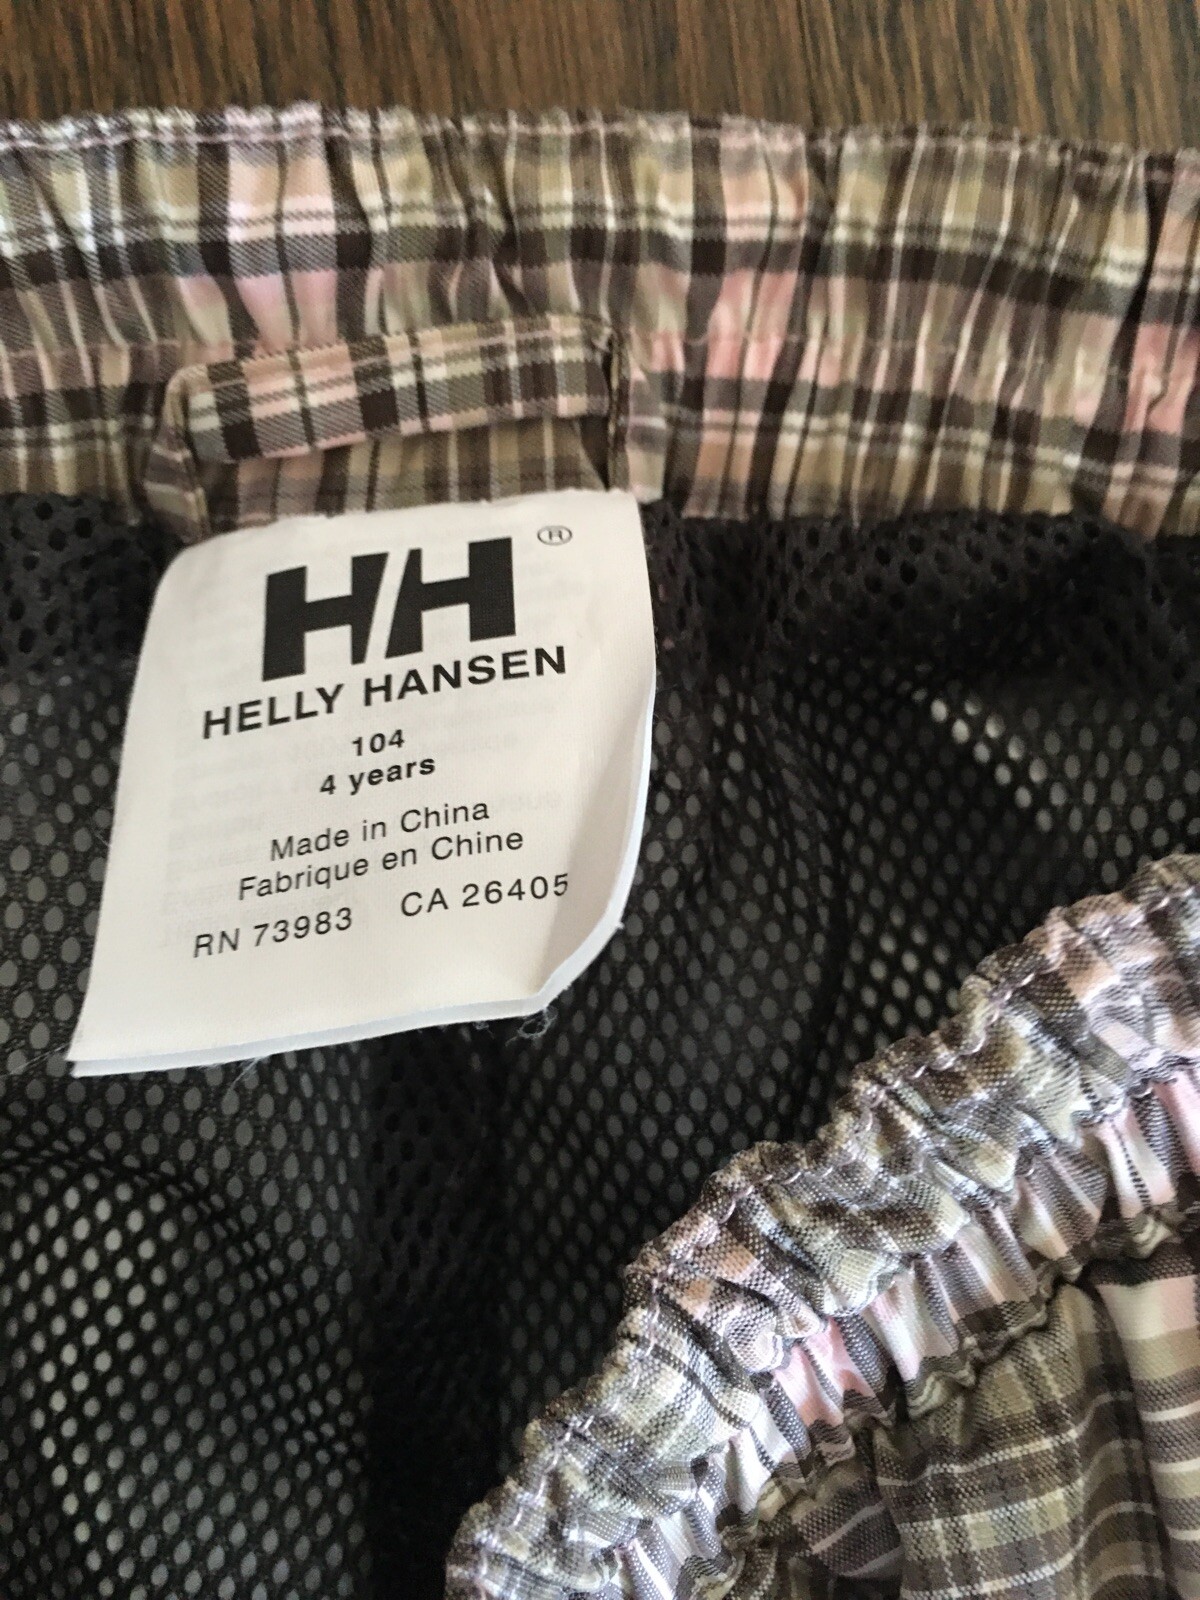 HH ®
HELLY HANSEN
104
4 years
Made in China
Fabrique en Chine
RN 73983 CA 26405